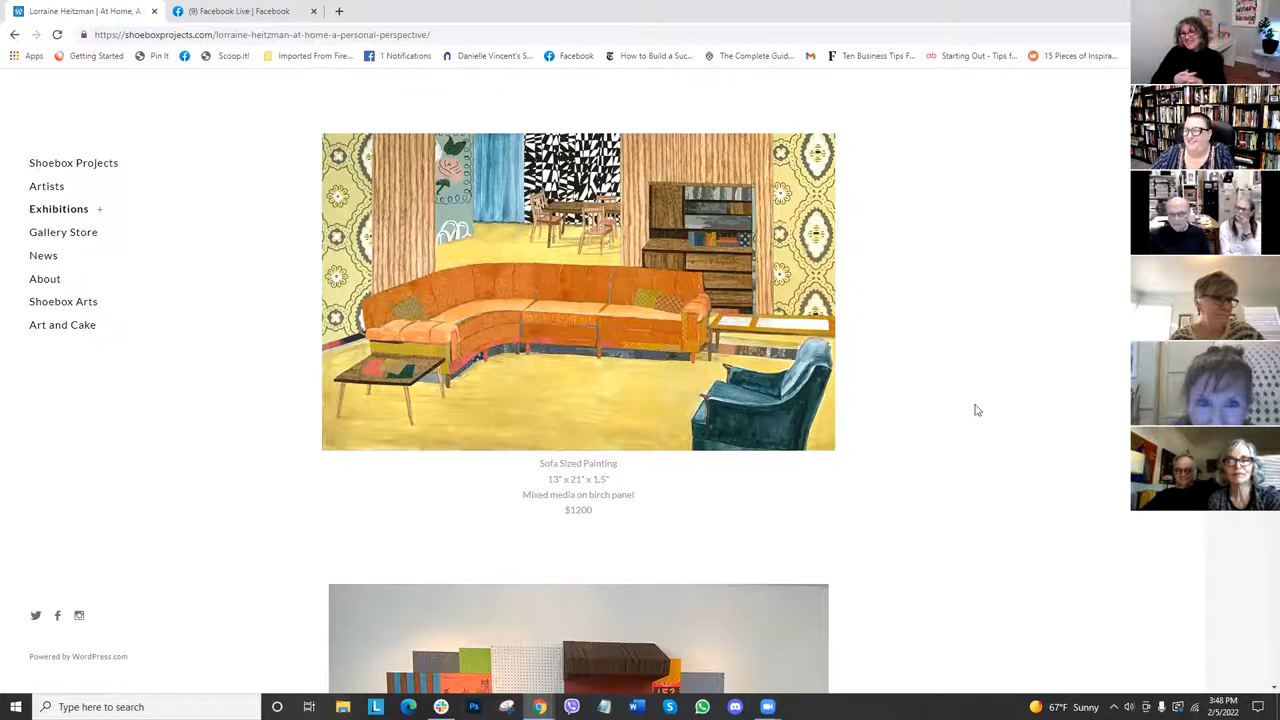 Lorraine Heitzman | At Home, A
(9) Facebook Live | Facebook
https://shoeboxprojects.com/lorraine-heitzman-at-home-a-personal-perspective/
Apps
Getting Started
Pin It
Scoop.it!
Imported From Fire...
1 Notifications
Danielle Vincent's S...
Facebook
How to Build a Suc...
The Complete Guid...
Ten Business Tips F...
Starting Out - Tips f...
15 Pieces of Inspira...
Shoebox Projects
Artists
Exhibitions +
Gallery Store
News
About
Shoebox Arts
Art and Cake
Sofa Sized Painting
13" x 21" x 1.5"
Mixed media on birch panel
$1200
Powered by WordPress.com
Type here to search
67°F Sunny
3:48 PM
2/5/2022